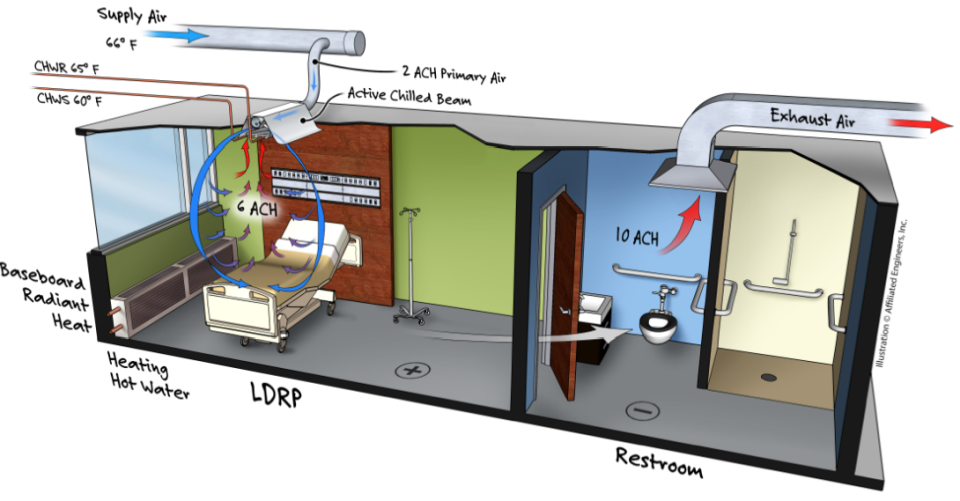 Supply Air
66° F
CHWR 65° F
CHWS 60° F
2 ACH Primary Air
Active Chilled Beam
Exhaust Air
6 ACH
10 ACH
Baseboard
Radiant
Heat
Heating
Hot Water
LDRP
+
−
Restroom
Illustration © Affiliated Engineers, Inc.